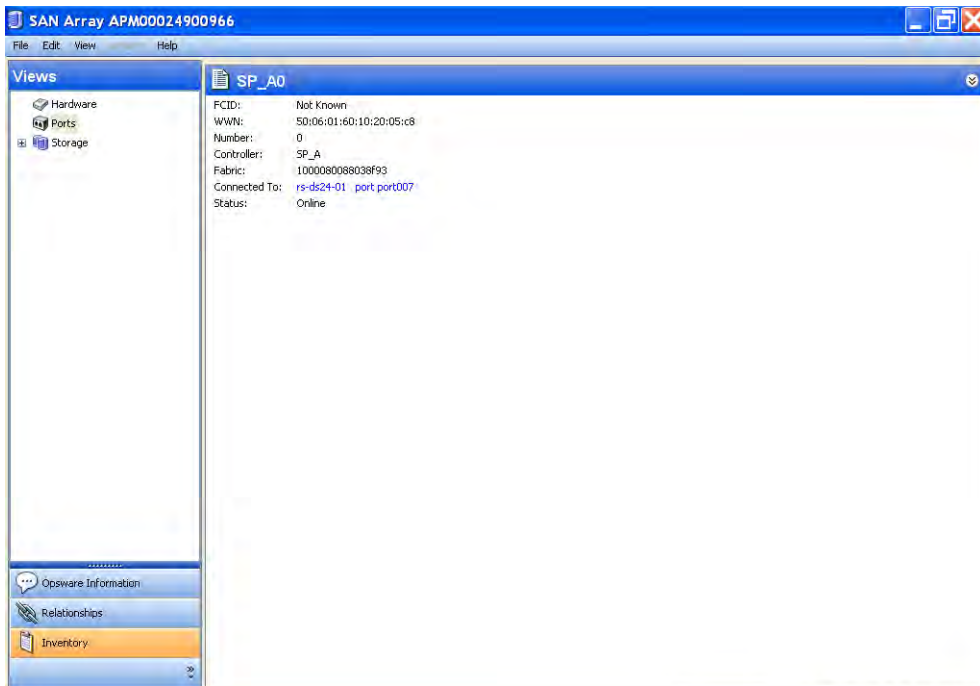 SAN Array APM00024900966
File Edit View Help
Views
Hardware
Ports
Storage
SP_A0
FCID: Not Known
WWN: 50:06:01:60:10:20:05:c8
Number: 0
Controller: SP_A
Fabric: 1000080088038f93
Connected To: rs-ds24-01 port port007
Status: Online
Opsware Information
Relationships
Inventory